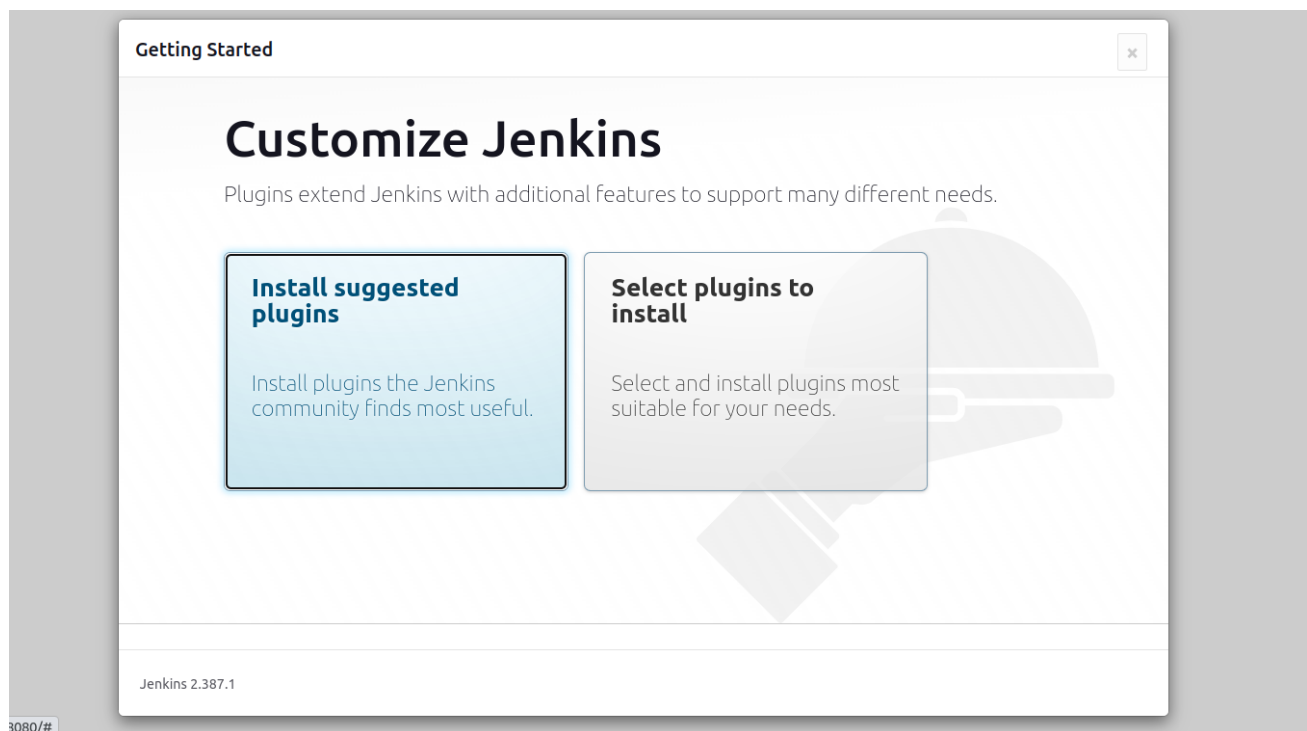 Getting Started
×
Customize Jenkins
Plugins extend Jenkins with additional features to support many different needs.
Install suggested
plugins
Install plugins the Jenkins
community finds most useful.
Select plugins to
install
Select and install plugins most
suitable for your needs.
Jenkins 2.387.1
8080/#